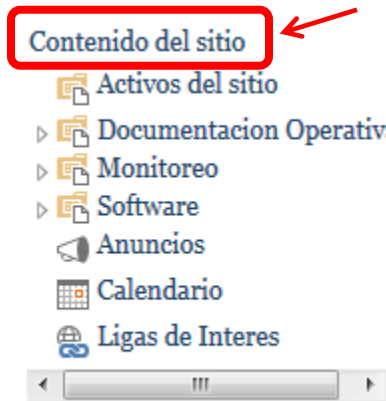 Contenido del sitio
Activos del sitio
Documentacion Operativ
Monitoreo
Software
Anuncios
Calendario
Ligas de Interes